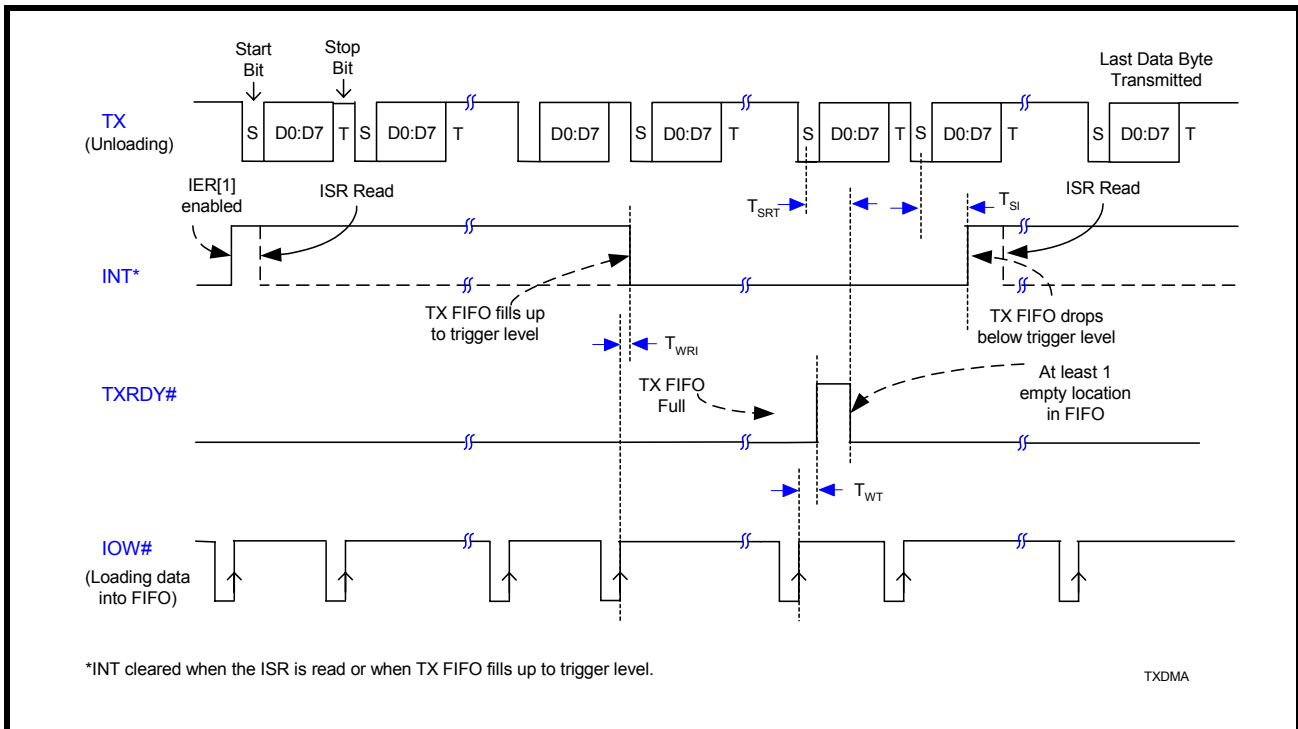 Start
Bit
Stop
Bit
Last Data Byte
Transmitted
TX
(Unloading)
S D0:D7 T S D0:D7 T D0:D7 S D0:D7 T S D0:D7 T S D0:D7 T S D0:D7 T
IER[1]
enabled
ISR Read
TSRT
TSI
ISR Read
INT*
TX FIFO fills up
to trigger level
TX FIFO drops
below trigger level
TWRI
TXRDY#
TX FIFO
Full
At least 1
empty location
in FIFO
TWT
IOW#
(Loading data
into FIFO)
*INT cleared when the ISR is read or when TX FIFO fills up to trigger level.
TXDMA